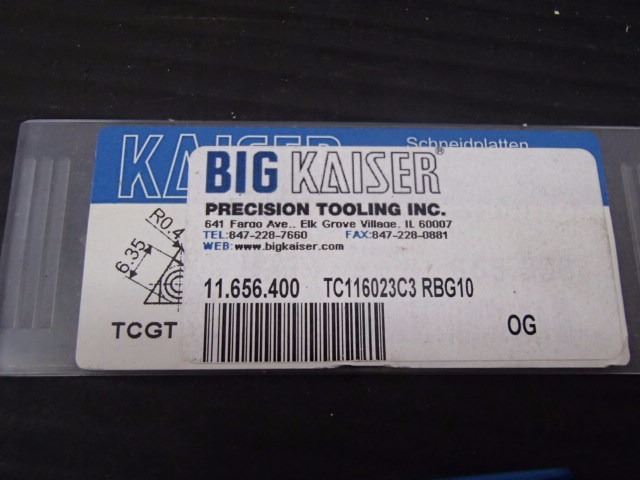 KAISER Schneidplatten
BIG KAISER®
PRECISION TOOLING INC.
641 Fargo Ave., Elk Grove Village, IL 60007
TEL:847-228-7660 FAX:847-228-0881
WEB: www.bigkaiser.com
R0.4
6.35
11.656.400 TC116023C3 RBG10
TCGT
OG